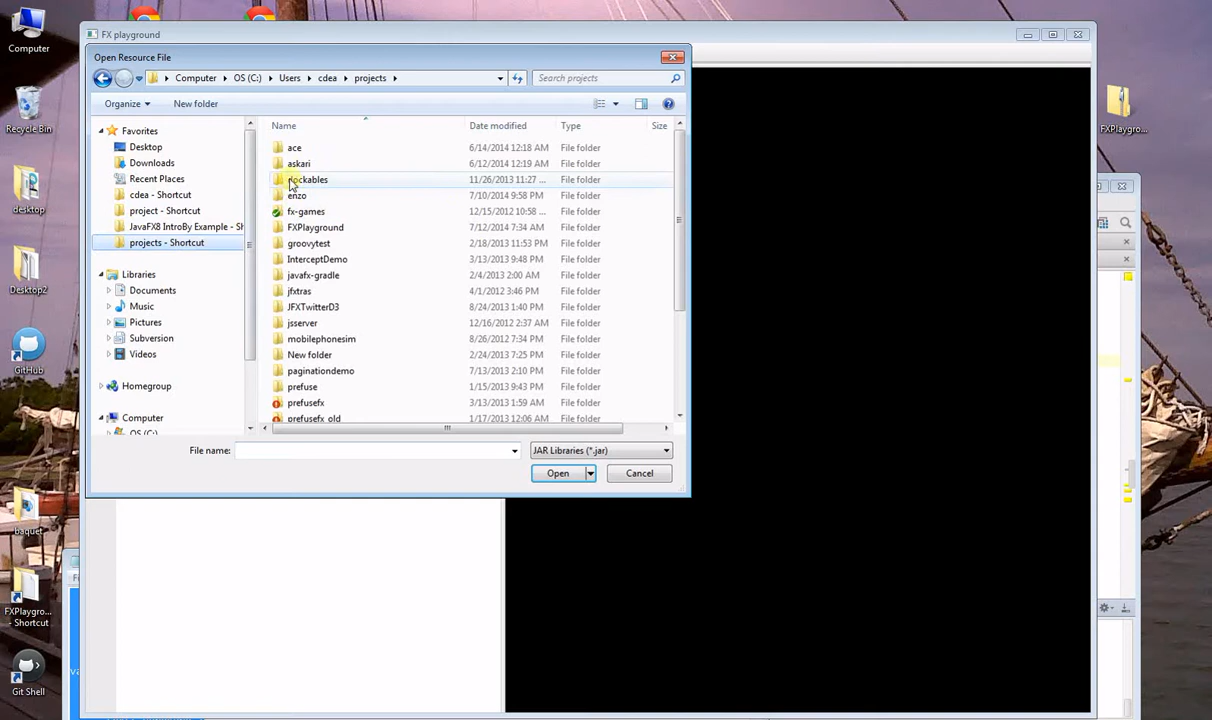 FX playground
Computer
Open Resource File
Computer
OS (C:)
Users
cdea
projects
Search projects
Organize
New folder
Name
Date modified
Type
Size
Favorites
Desktop
Downloads
Recent Places
cdea - Shortcut
project - Shortcut
JavaFX8 IntroBy Example - Sh
projects - Shortcut
Libraries
Documents
Music
Pictures
Subversion
Videos
Homegroup
Computer
OS (C:)
ace 6/14/2014 12:18 AM File folder
askari 6/12/2014 12:19 AM File folder
dockables 11/26/2013 11:27 ... File folder
enzo 7/10/2014 9:58 PM File folder
fx-games 12/15/2012 10:58 ... File folder
FXPlayground 7/12/2014 7:34 AM File folder
groovytest 2/18/2013 11:53 PM File folder
InterceptDemo 3/13/2013 9:48 PM File folder
javafx-gradle 2/4/2013 2:00 AM File folder
jfxtras 4/1/2012 3:46 PM File folder
JFXTwitterD3 8/24/2013 1:40 PM File folder
jsserver 12/16/2012 2:37 AM File folder
mobilephonesim 8/26/2012 7:34 PM File folder
New folder 2/24/2013 7:25 PM File folder
paginationdemo 7/13/2013 2:10 PM File folder
prefuse 1/15/2013 9:43 PM File folder
prefusefx 3/13/2013 1:59 AM File folder
prefusefx old 1/17/2013 12:06 AM File folder
File name:
JAR Libraries (*.jar)
Open
Cancel
Recycle Bin
desktop
Desktop2
GitHub
baquet
FXPlaygro... - Shortcut
Git Shell
FXPlaygro...